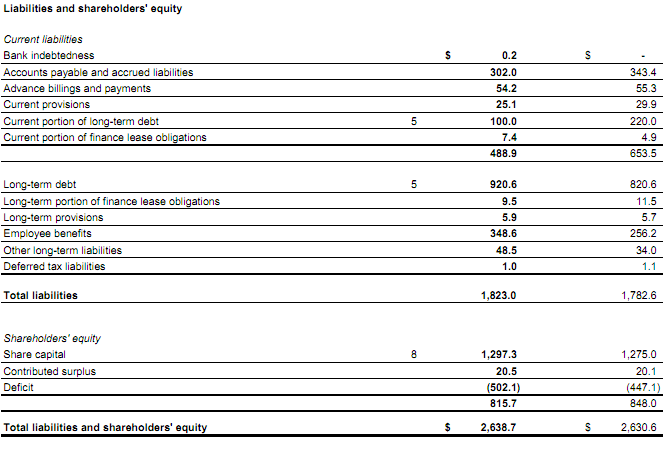 Liabilities and shareholders' equity
Current liabilities
Bank indebtedness $ 0.2 $ -
Accounts payable and accrued liabilities 302.0 343.4
Advance billings and payments 54.2 55.3
Current provisions 25.1 29.9
Current portion of long-term debt 5 100.0 220.0
Current portion of finance lease obligations 7.4 4.9
488.9 653.5
Long-term debt 5 920.6 820.6
Long-term portion of finance lease obligations 9.5 11.5
Long-term provisions 5.9 5.7
Employee benefits 348.6 256.2
Other long-term liabilities 48.5 34.0
Deferred tax liabilities 1.0 1.1
Total liabilities 1,823.0 1,782.6
Shareholders' equity
Share capital 8 1,297.3 1,275.0
Contributed surplus 20.5 20.1
Deficit (502.1) (447.1)
815.7 848.0
Total liabilities and shareholders' equity $ 2,638.7 $ 2,630.6